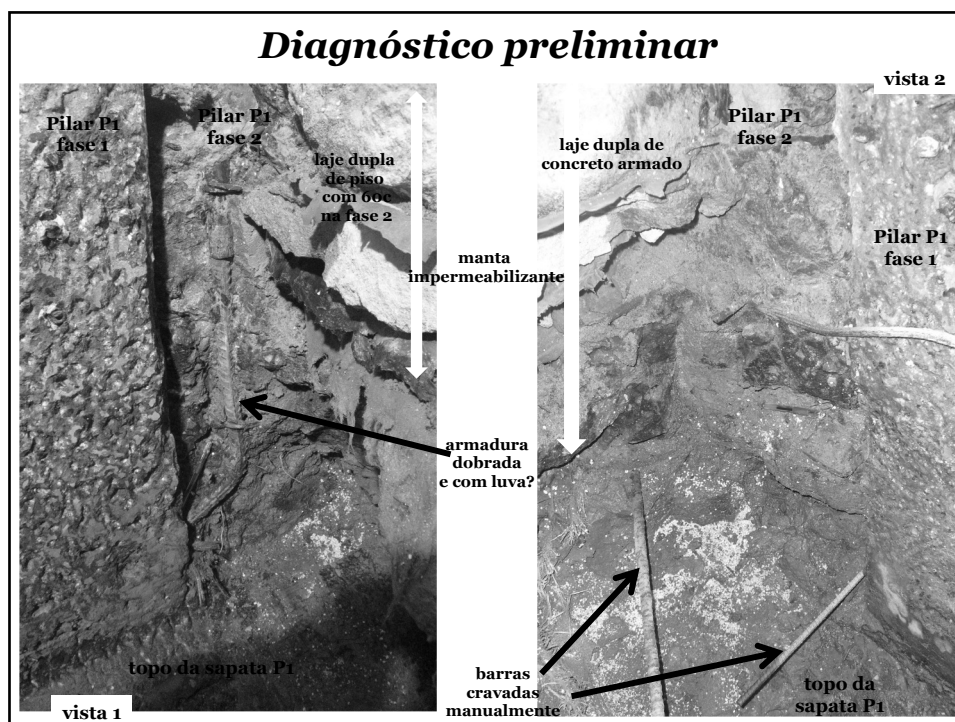 Diagnóstico preliminar
Pilar P1
fase 1
Pilar P1
fase 2
laje dupla
de piso
com 60c
na fase 2
manta
impermeabilizante
armadura
dobrada
e com luva?
topo da sapata P1
vista 1
vista 2
Pilar P1
fase 2
laje dupla de
concreto armado
Pilar P1
fase 1
barras
cravadas
manualmente
topo da
sapata P1